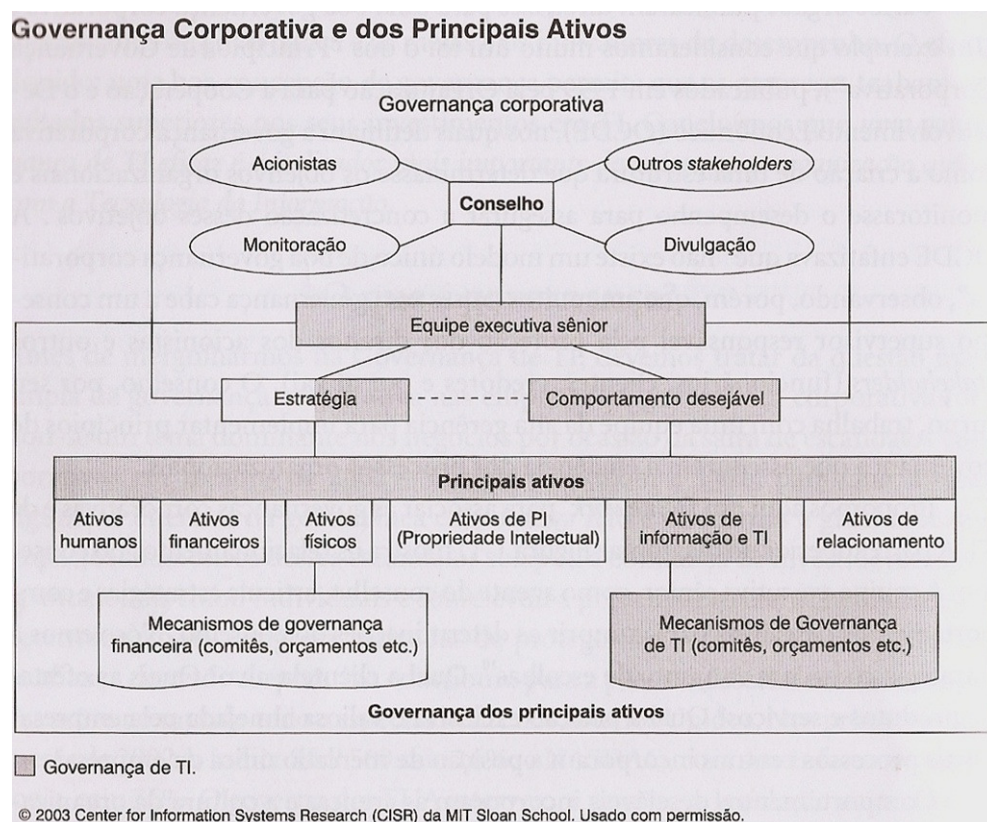 Governança Corporativa e dos Principais Ativos
Governança corporativa
Acionistas
Outros stakeholders
Conselho
Monitoração
Divulgação
Equipe executiva sênior
Estratégia
Comportamento desejável
Principais ativos
Ativos
humanos
Ativos
financeiros
Ativos
físicos
Ativos de PI
(Propriedade Intelectual)
Ativos de
informação e TI
Ativos de
relacionamento
Mecanismos de governança
financeira (comitês, orçamentos etc.)
Mecanismos de Governança
de TI (comitês, orçamentos etc.)
Governança dos principais ativos
Governança de TI.
© 2003 Center for Information Systems Research (CISR) da MIT Sloan School. Usado com permissão.